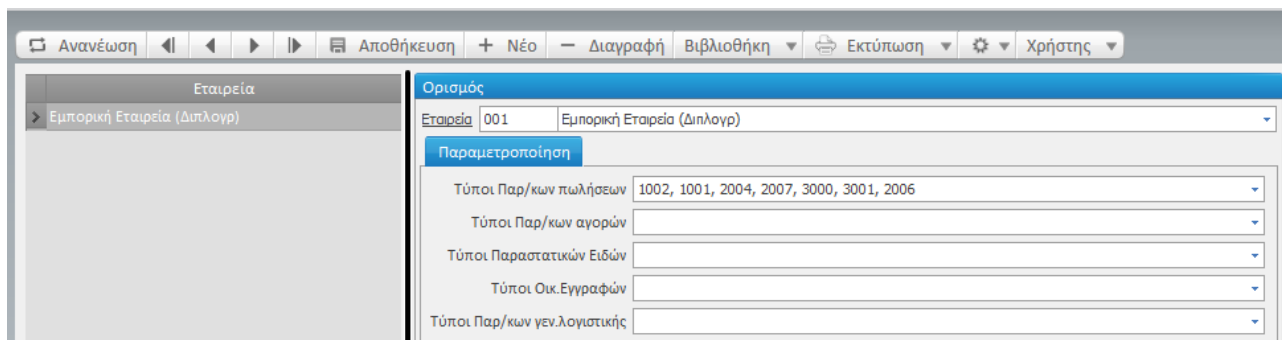 Ανανέωση Αποθήκευση Νέο Διαγραφή Βιβλιοθήκη Εκτύπωση Χρήστης
Εταιρεία
Εμπορική Εταιρεία (Διπλογρ)
Ορισμός
Εταιρεία 001 Εμπορική Εταιρεία (Διπλογρ)
Παραμετροποίηση
Τύποι Παρ/κων πωλήσεων 1002, 1001, 2004, 2007, 3000, 3001, 2006
Τύποι Παρ/κων αγορών
Τύποι Παραστατικών Ειδών
Τύποι Οικ.Εγγραφών
Τύποι Παρ/κων γεν.λογιστικής